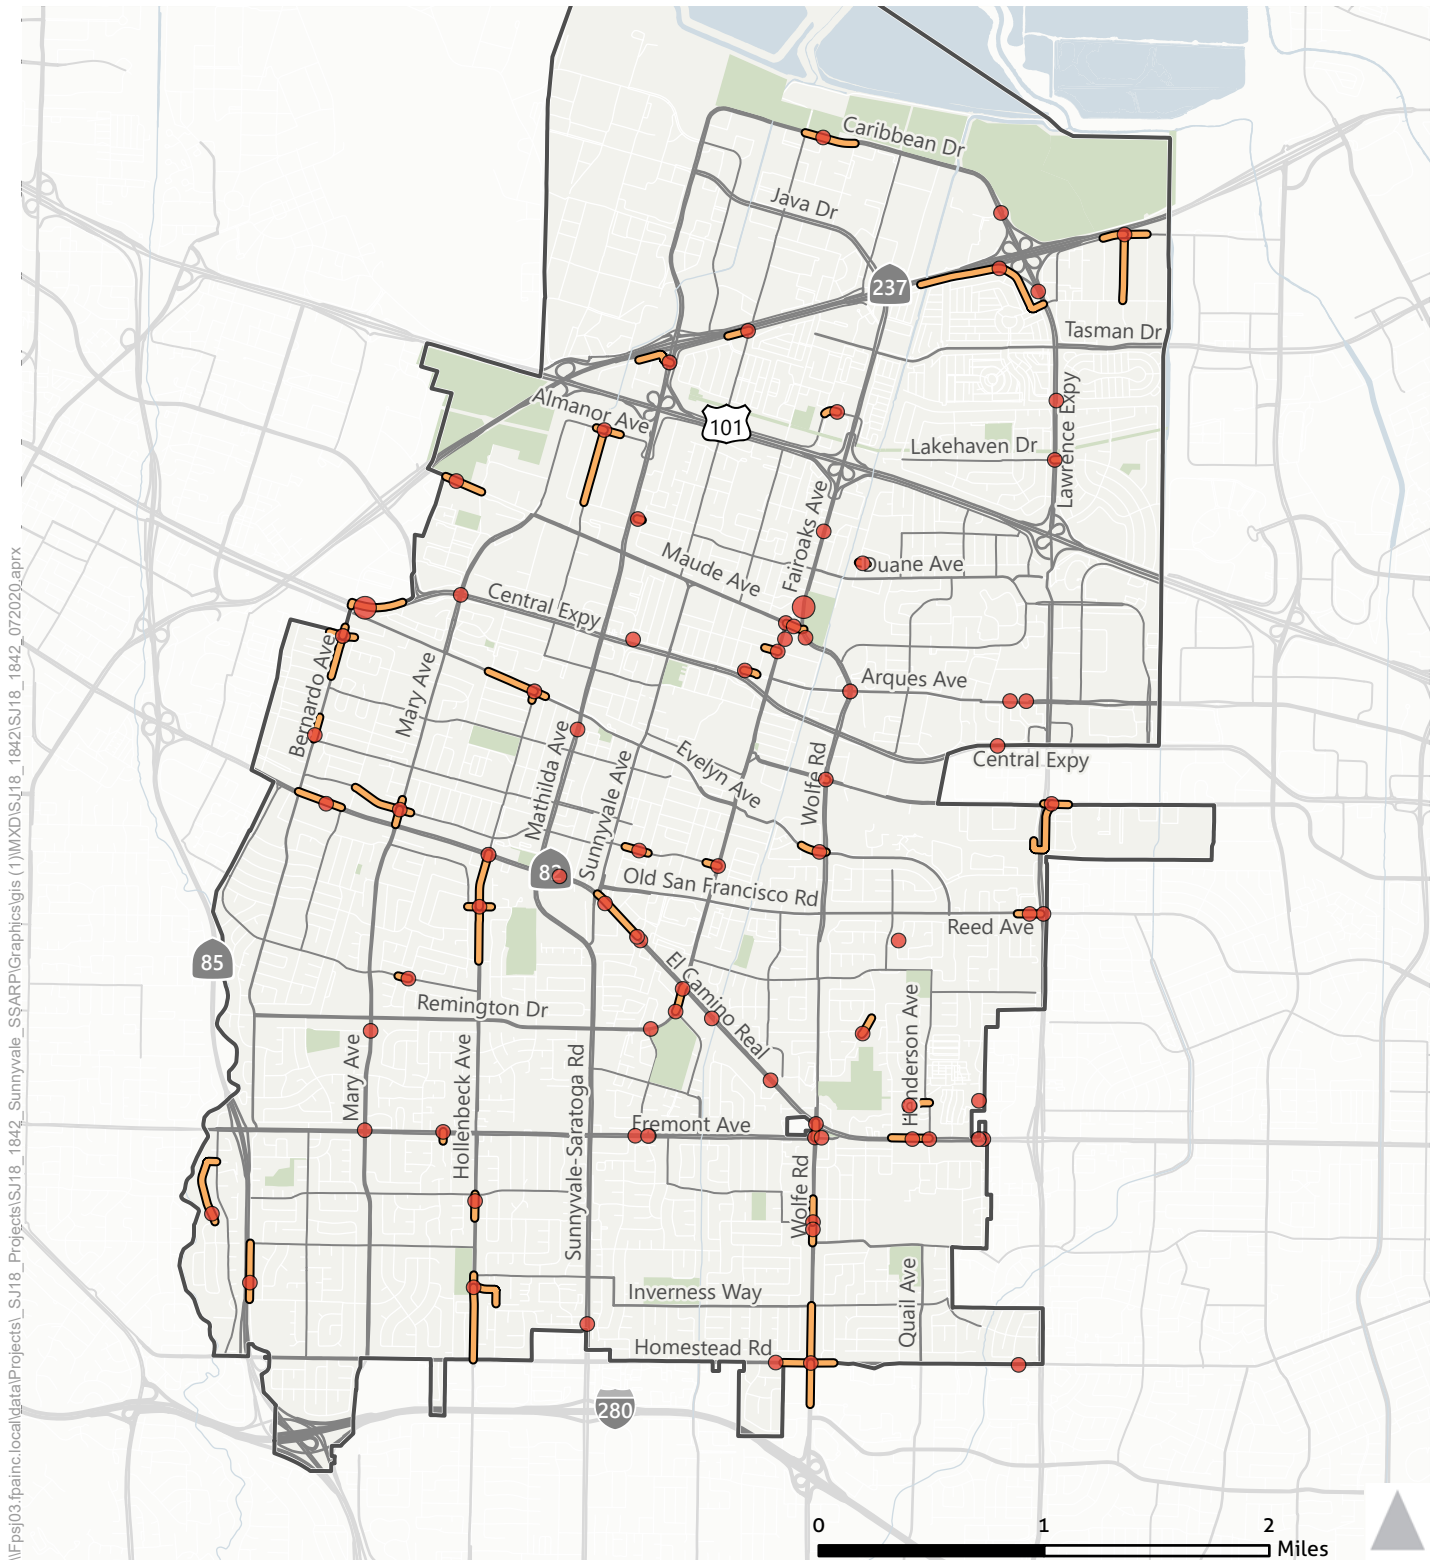 Caribbean Dr
Java Dr
237
Tasman Dr
Almanor Ave
101
Lawrence Expy
Lakehaven Dr
Fairoaks Ave
Maude Ave
Duane Ave
Central Expy
Bernardo Ave
Mary Ave
Arques Ave
Mathilda Ave
Sunnyvale Ave
Evelyn Ave
Wolfe Rd
Central Expy
82
Old San Francisco Rd
Reed Ave
85
El Camino Real
Remington Dr
Henderson Ave
Mary Ave
Hollenbeck Ave
Sunnyvale-Saratoga Rd
Fremont Ave
Wolfe Rd
Inverness Way
Quail Ave
Homestead Rd
280
0 1 2
Miles
\\Fpsj03.fpainc.local\data\Projects\_SJ18_Projects\SJ18_1842_Sunnyvale_SSARP\Graphics\gis (1)\MXD\SJ18_1842\SJ18_1842_072020.aprx